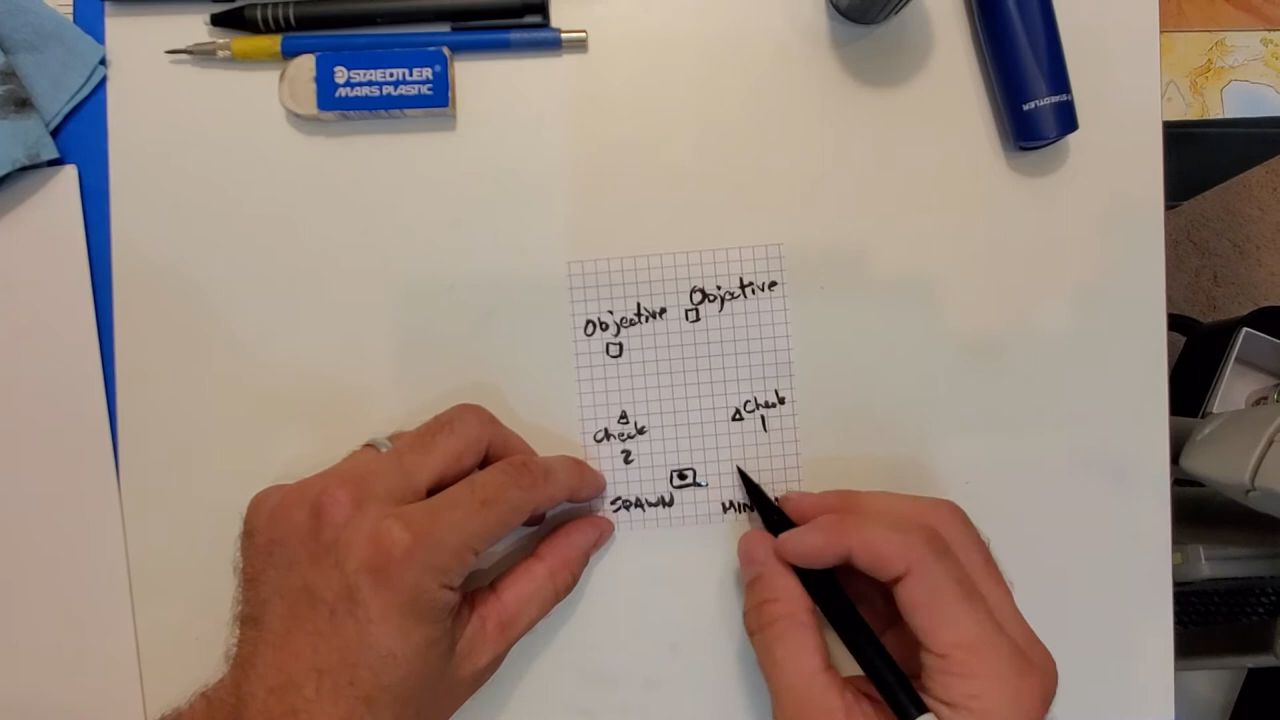 STAEDTLER
MARS PLASTIC
STAEDTLER
Objective
Objective
Check
1
Check
2
SPAWN